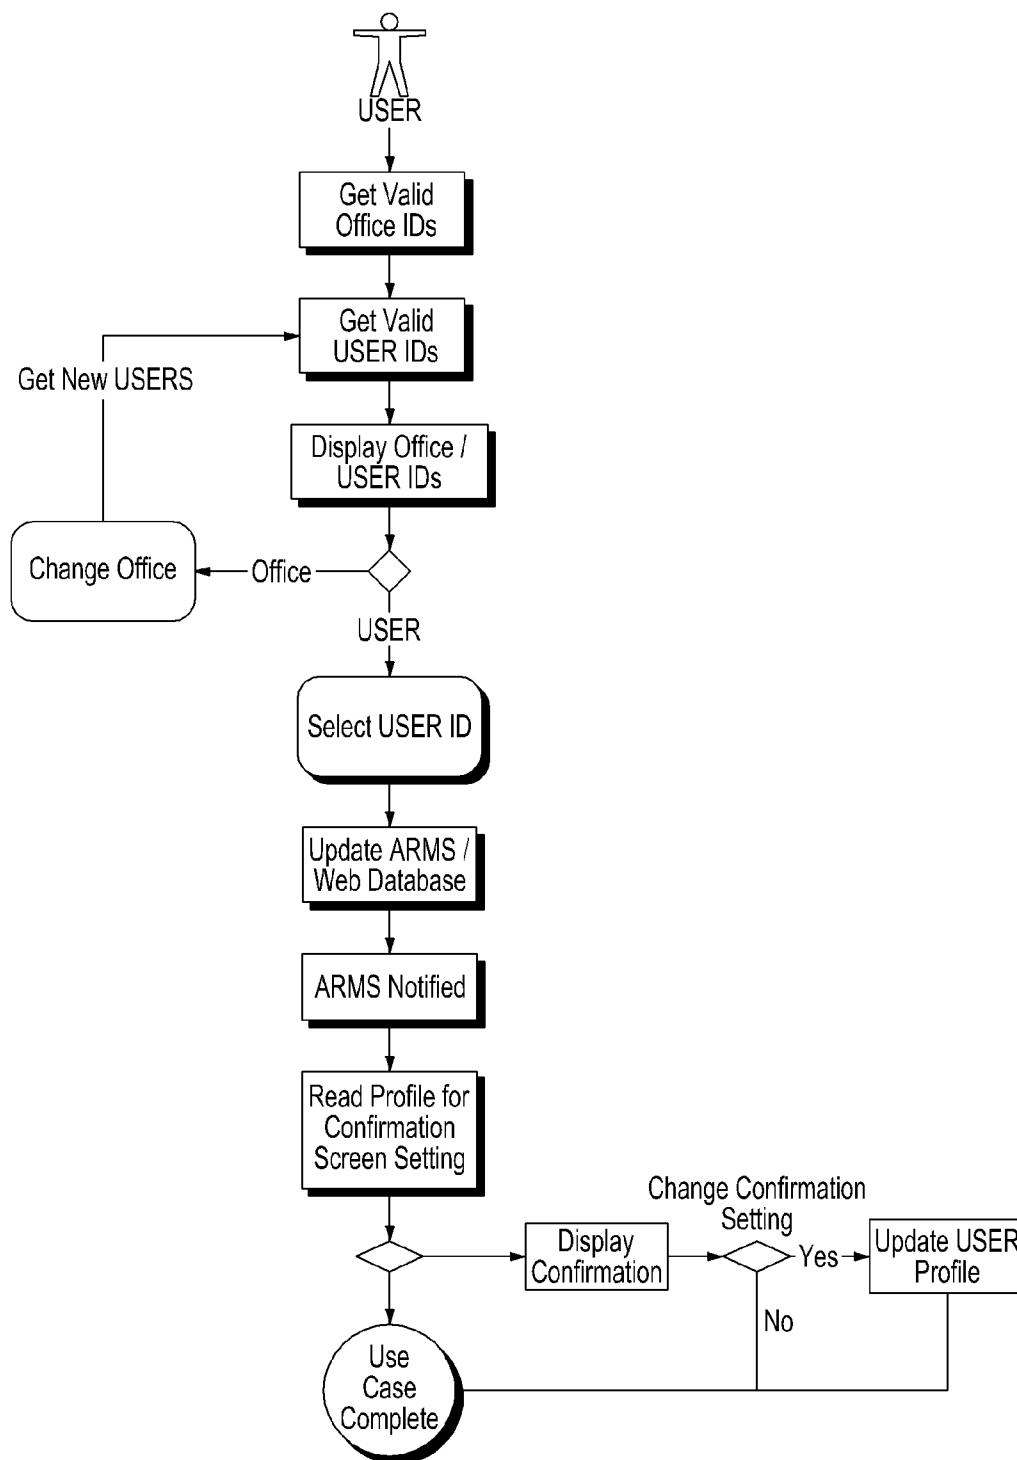 USER
Get Valid
Office IDs
Get Valid
USER IDs
Get New USERS
Display Office /
USER IDs
Change Office
Office
USER
Select USER ID
Update ARMS /
Web Database
ARMS Notified
Read Profile for
Confirmation
Screen Setting
Change Confirmation
Setting
Display
Confirmation
Yes
Update USER
Profile
No
Use
Case
Complete